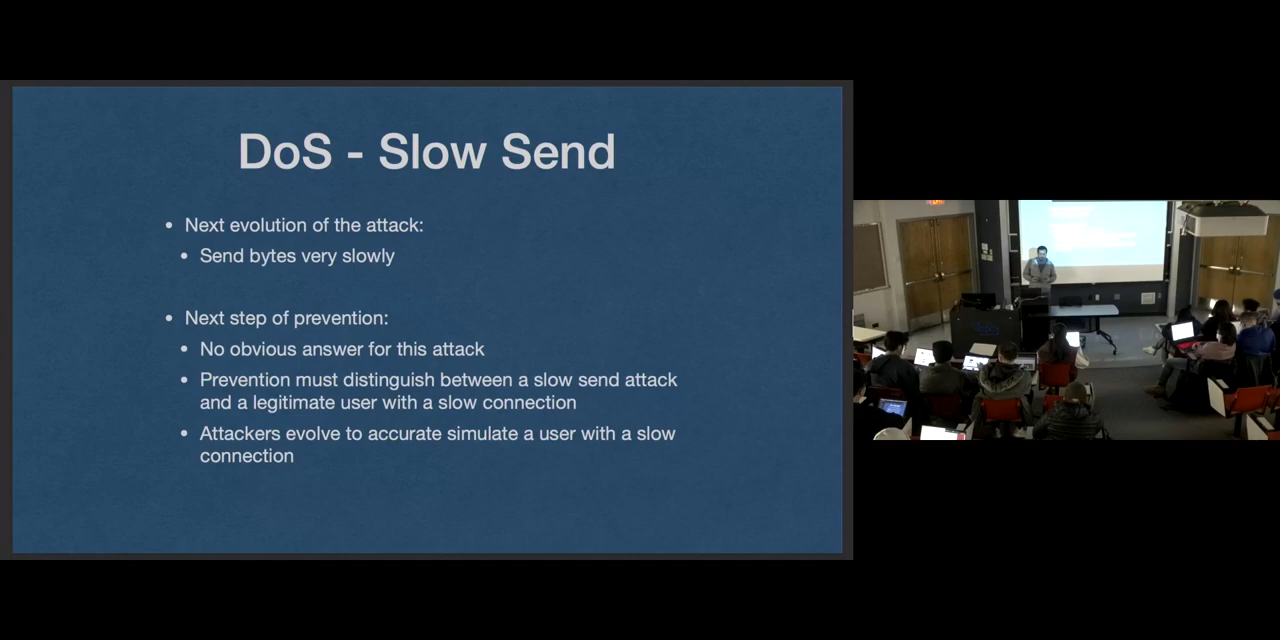 DoS - Slow Send
• Next evolution of the attack:
• Send bytes very slowly
• Next step of prevention:
• No obvious answer for this attack
• Prevention must distinguish between a slow send attack
and a legitimate user with a slow connection
• Attackers evolve to accurate simulate a user with a slow
connection